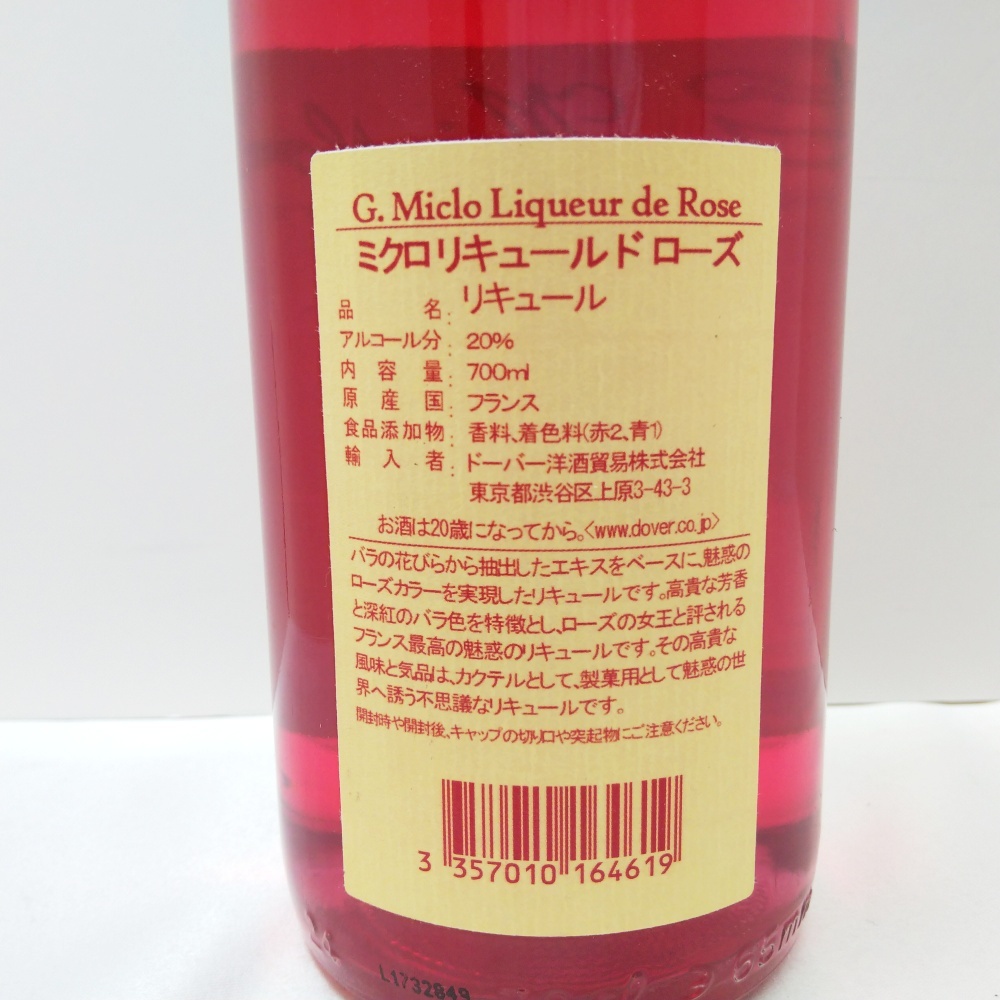 G. Miclo Liqueur de Rose
ミクロリキュールド ローズ
品名: リキュール
アルコール分: 20%
内容量: 700ml
原産国: フランス
食品添加物: 香料、着色料(赤2、青1)
輸入者: ドーバー洋酒貿易株式会社
東京都渋谷区上原3-43-3
お酒は20歳になってから。<www.dover.co.jp>
バラの花びらから抽出したエキスをベースに、魅惑の
ローズカラーを実現したリキュールです。高貴な芳香
と深紅のバラ色を特徴とし、ローズの女王と評される
フランス最高の魅惑のリキュールです。その高貴な
風味と気品は、カクテルとして、製菓用として魅惑の世
界へ誘う不思議なリキュールです。
開封時や開封後、キャップの切り口や突起物にご注意ください。
3 357010 164619
L1732849